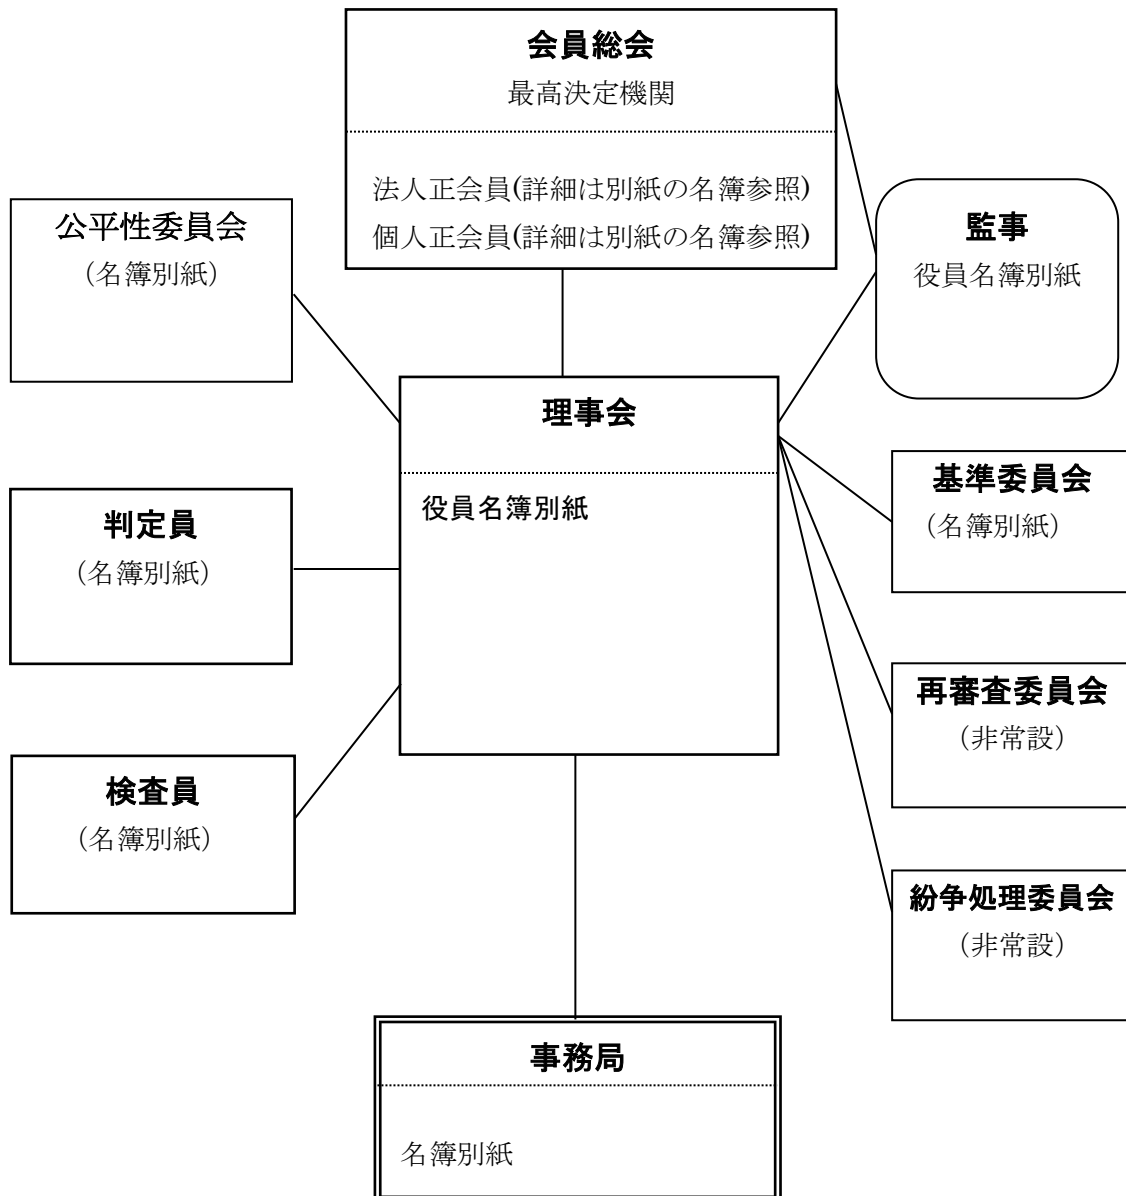 会員総会
最高決定機関
法人正会員(詳細は別紙の名簿参照)
個人正会員(詳細は別紙の名簿参照)
公平性委員会
（名簿別紙）
監事
役員名簿別紙
理事会
役員名簿別紙
判定員
（名簿別紙）
基準委員会
（名簿別紙）
検査員
（名簿別紙）
再審査委員会
（非常設）
紛争処理委員会
（非常設）
事務局
名簿別紙